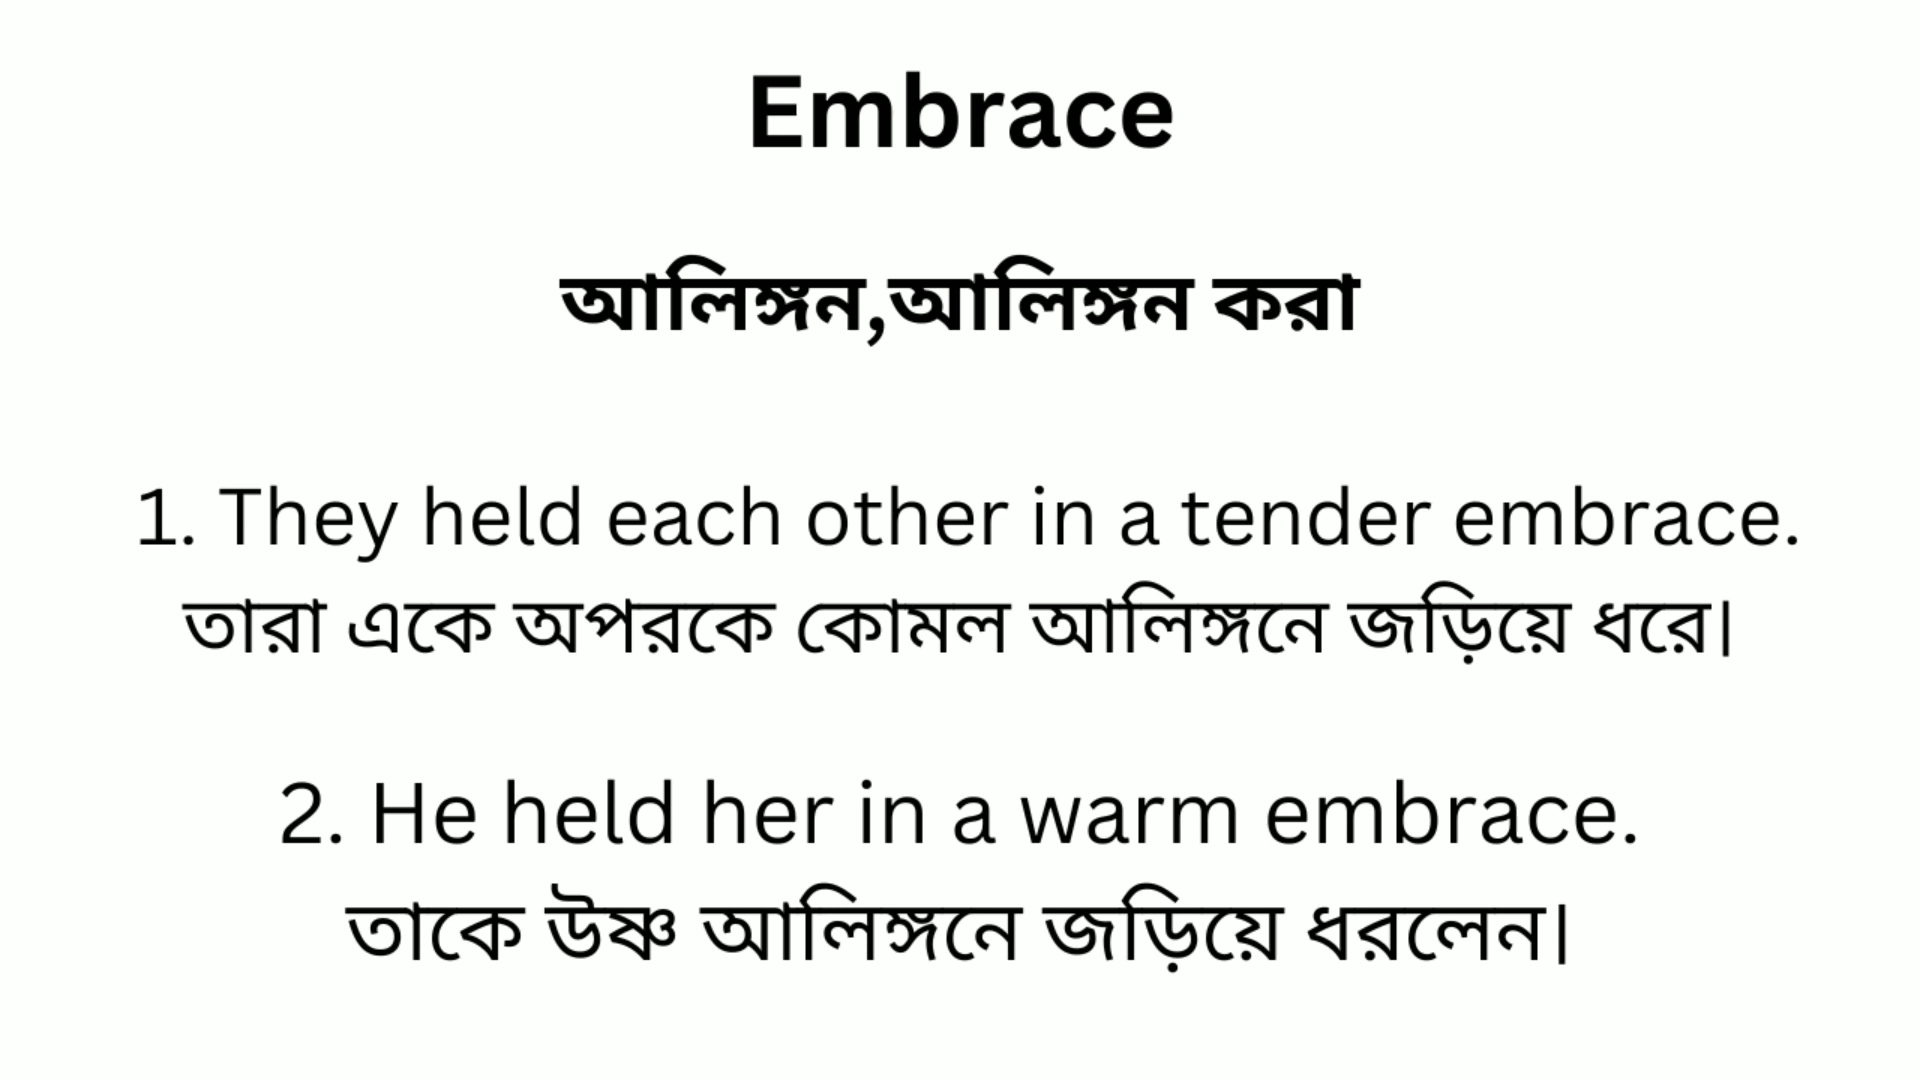 Embrace
আলিঙ্গন,আলিঙ্গন করা
1. They held each other in a tender embrace.
তারা একে অপরকে কোমল আলিঙ্গনে জড়িয়ে ধরে।
2. He held her in a warm embrace.
তাকে উষ্ণ আলিঙ্গনে জড়িয়ে ধরলেন।